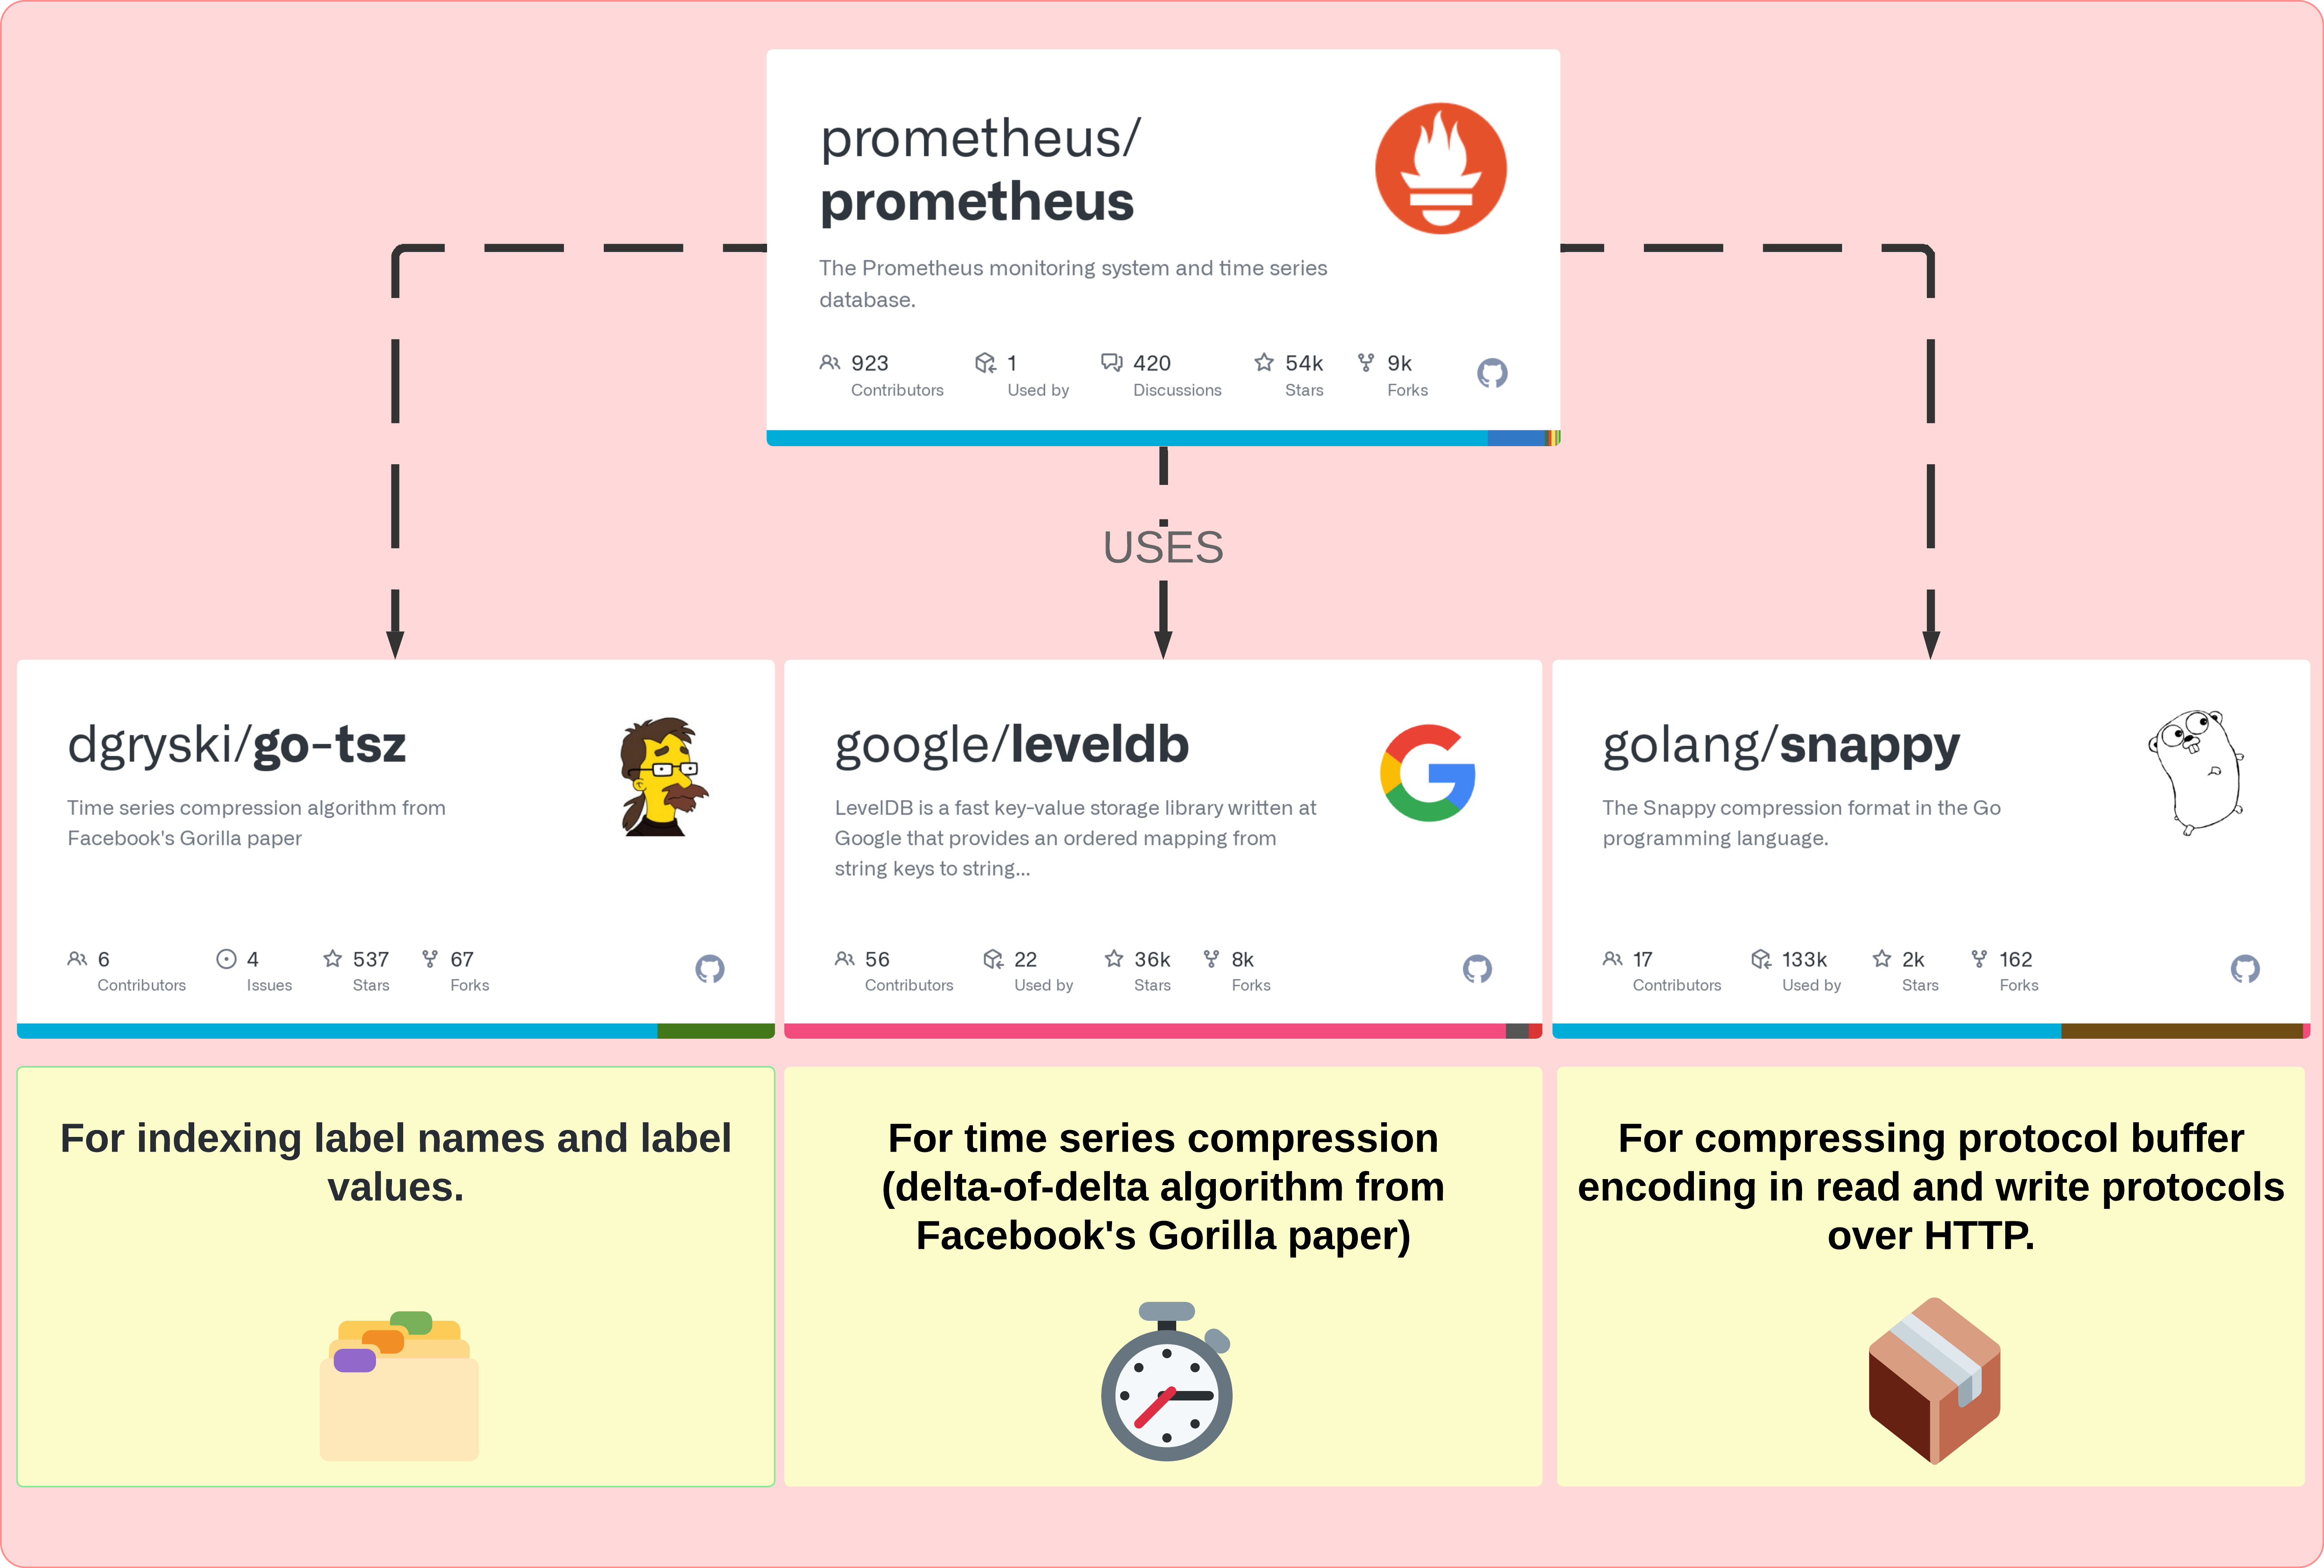 prometheus/
prometheus
The Prometheus monitoring system and time series
database.
923
Contributors
1
Used by
420
Discussions
54k
Stars
9k
Forks
USES
dgryski/go-tsz
Time series compression algorithm from
Facebook's Gorilla paper
6
Contributors
4
Issues
537
Stars
67
Forks
google/leveldb
LevelDB is a fast key-value storage library written at
Google that provides an ordered mapping from
string keys to string...
56
Contributors
22
Used by
36k
Stars
8k
Forks
golang/snappy
The Snappy compression format in the Go
programming language.
17
Contributors
133k
Used by
2k
Stars
162
Forks
For indexing label names and label
values.
For time series compression
(delta-of-delta algorithm from
Facebook's Gorilla paper)
For compressing protocol buffer
encoding in read and write protocols
over HTTP.